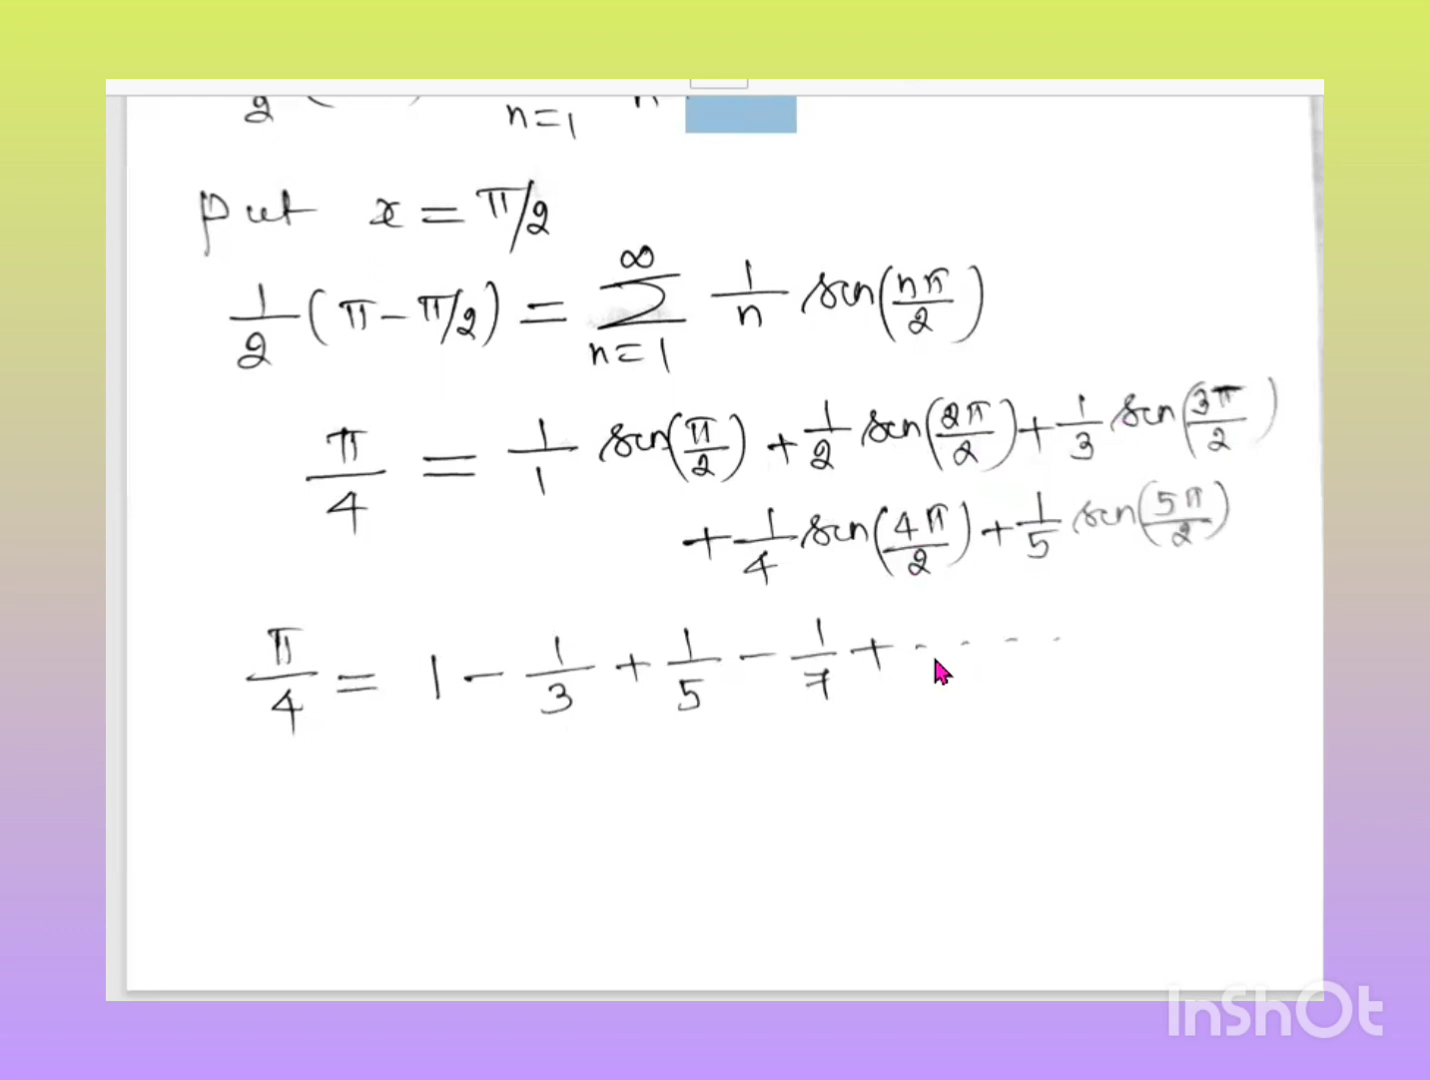 2 n=1 n
Put x = π/2
1/2 (π - π/2) = ∞ Σ n=1 1/n sin(nπ/2)
π/4 = 1/1 sin(π/2) + 1/2 sin(2π/2) + 1/3 sin(3π/2)
+ 1/4 sin(4π/2) + 1/5 sin(5π/2)
π/4 = 1 - 1/3 + 1/5 - 1/7 + - - - -
InShOt